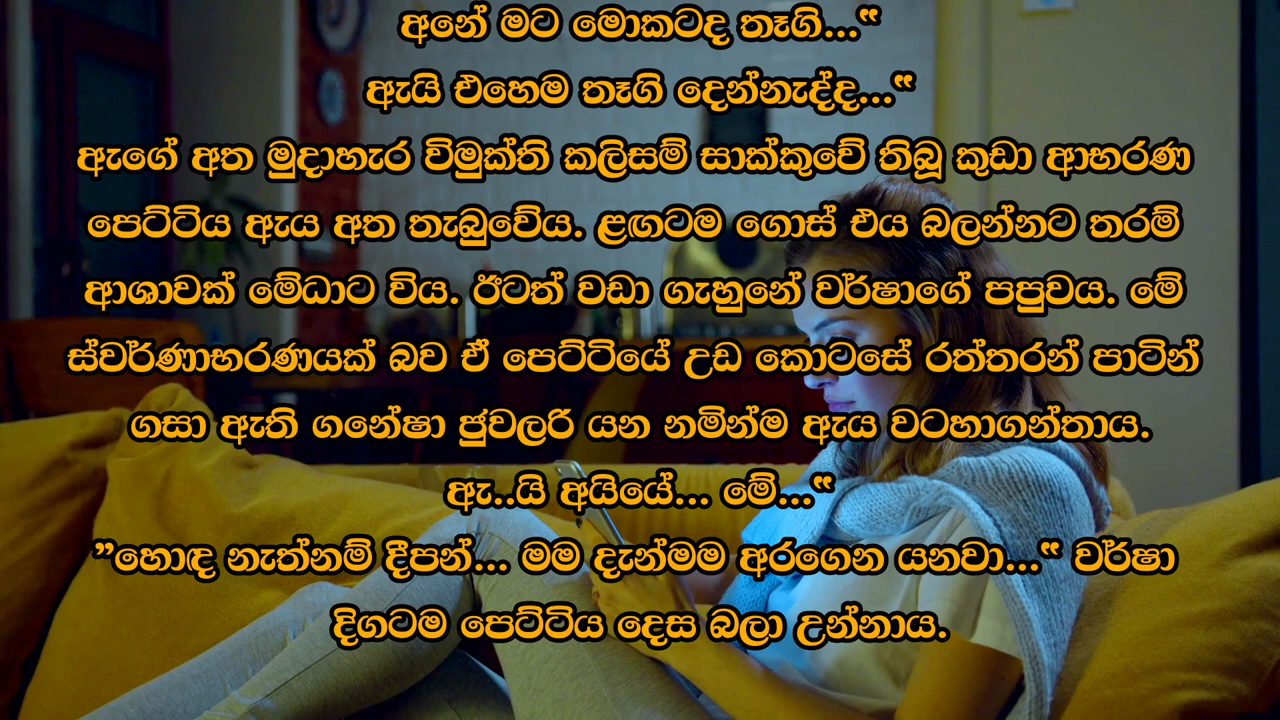 අනේ මට මොකටද තෑගි...“
ඇයි එහෙම තෑගි දෙන්නැද්ද...“
ඇගේ අත මුදාහැර විමුක්ති කලිසම් සාක්කුවේ තිබූ කුඩා ආභරණ
පෙට්ටිය ඇය අත තැබුවේය. ළඟටම ගොස් එය බලන්නට තරම්
ආශාවක් මේධාට විය. ඊටත් වඩා ගැහුනේ වර්ෂාගේ පපුවය. මේ
ස්වර්ණාභරණයක් බව ඒ පෙට්ටියේ උඩ කොටසේ රත්තරන් පාටින්
ගසා ඇති ගනේෂා ජුවලරි යන නමින්ම ඇය වටහාගන්තාය.
ඇ..යි අයියේ... මේ...“
”හොඳ නැත්නම් දීපන්... මම දැන්මම අරගෙන යනවා...“ වර්ෂා
දිගටම පෙට්ටිය දෙස බලා උන්නාය.